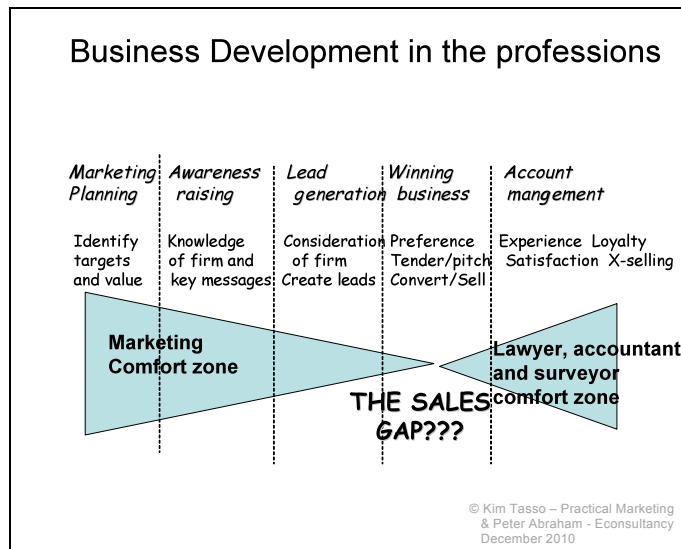 Business Development in the professions
Marketing
Planning
Awareness
raising
Lead
generation
Winning
business
Account
mangement
Identify
targets
and value
Knowledge
of firm and
key messages
Consideration
of firm
Create leads
Preference
Tender/pitch
Convert/Sell
Experience Loyalty
Satisfaction X-selling
Marketing
Comfort zone
Lawyer, accountant
and surveyor
comfort zone
THE SALES
GAP???
© Kim Tasso – Practical Marketing
& Peter Abraham - Econsultancy
December 2010